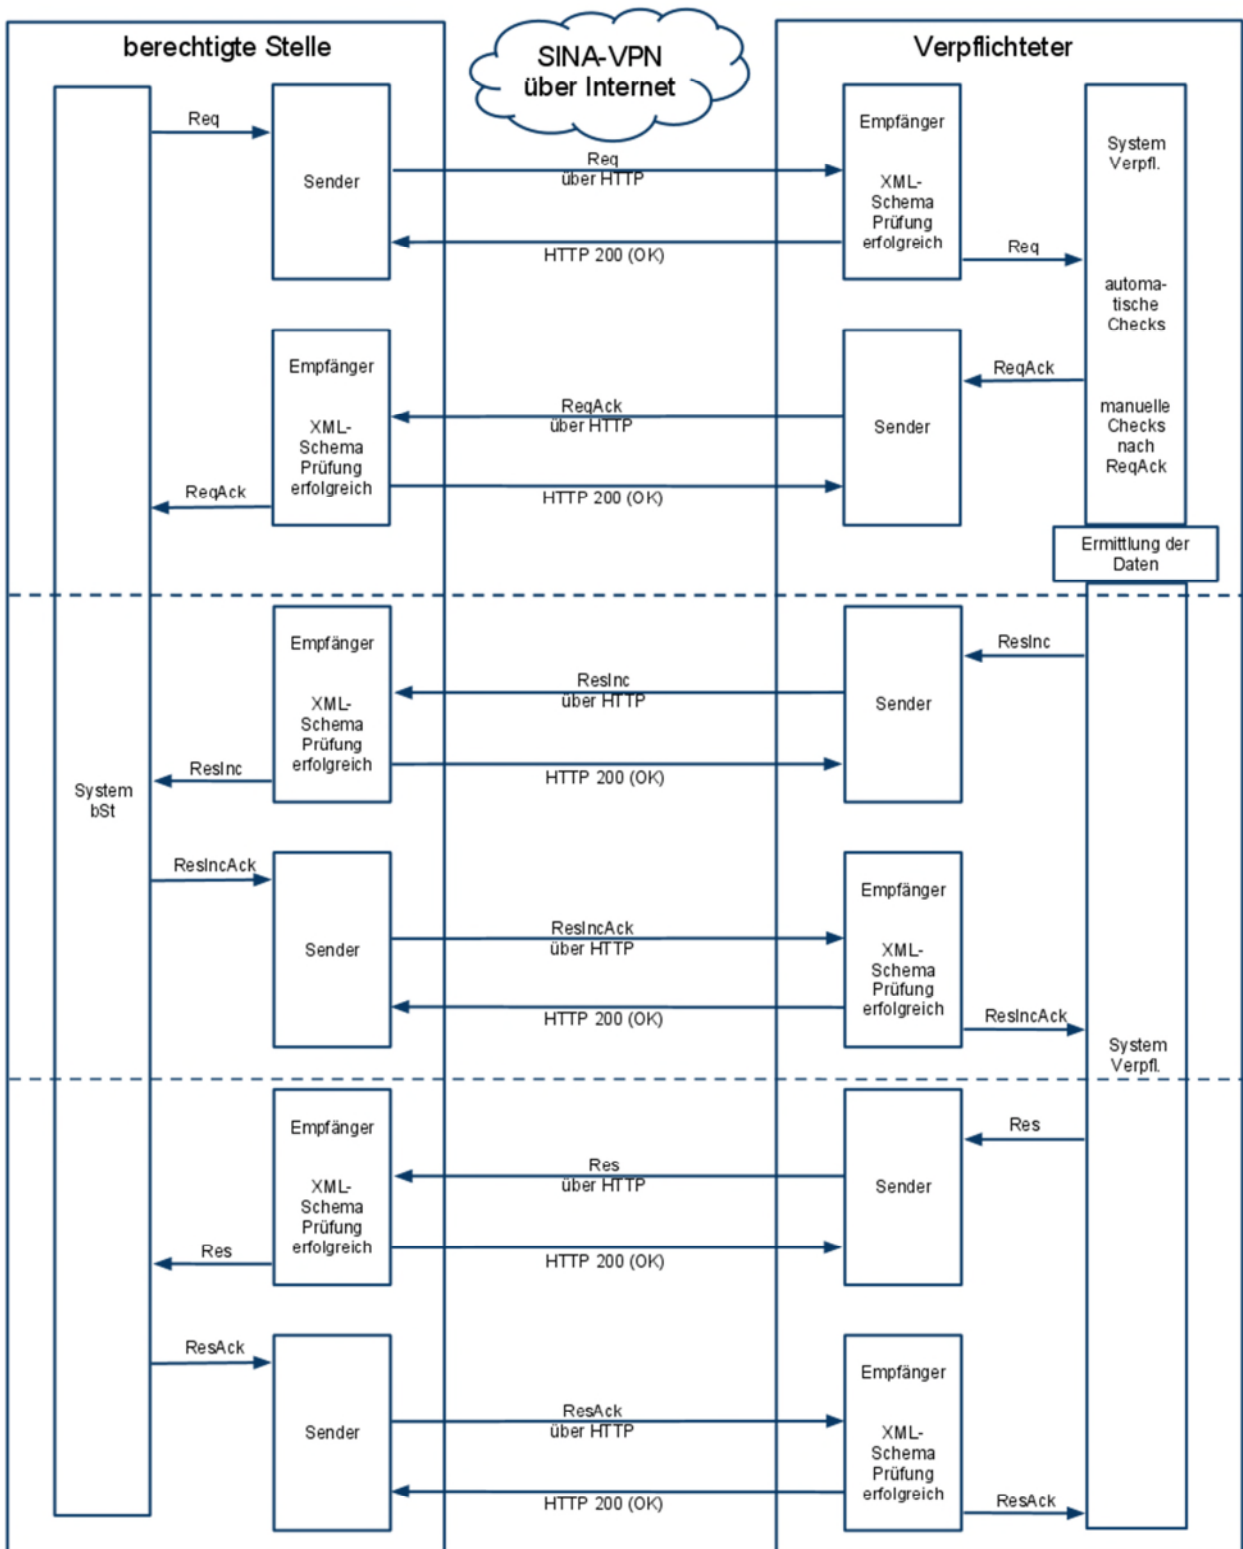 berechtigte Stelle
SINA-VPN
über Internet
Verpflichteter
Req
Sender
Req
über HTTP
HTTP 200 (OK)
Empfänger
XML-
Schema
Prüfung
erfolgreich
Req
System
Verpfl.
automa-
tische
Checks
manuelle
Checks
nach
ReqAck
Empfänger
XML-
Schema
Prüfung
erfolgreich
ReqAck
ReqAck
über HTTP
HTTP 200 (OK)
Sender
ReqAck
Ermittlung der
Daten
Empfänger
XML-
Schema
Prüfung
erfolgreich
ResInc
ResInc
über HTTP
HTTP 200 (OK)
Sender
ResInc
System
bSt
ResIncAck
Sender
ResIncAck
über HTTP
HTTP 200 (OK)
Empfänger
XML-
Schema
Prüfung
erfolgreich
ResIncAck
System
Verpfl.
Empfänger
XML-
Schema
Prüfung
erfolgreich
Res
Res
über HTTP
HTTP 200 (OK)
Sender
Res
ResAck
Sender
ResAck
über HTTP
HTTP 200 (OK)
Empfänger
XML-
Schema
Prüfung
erfolgreich
ResAck